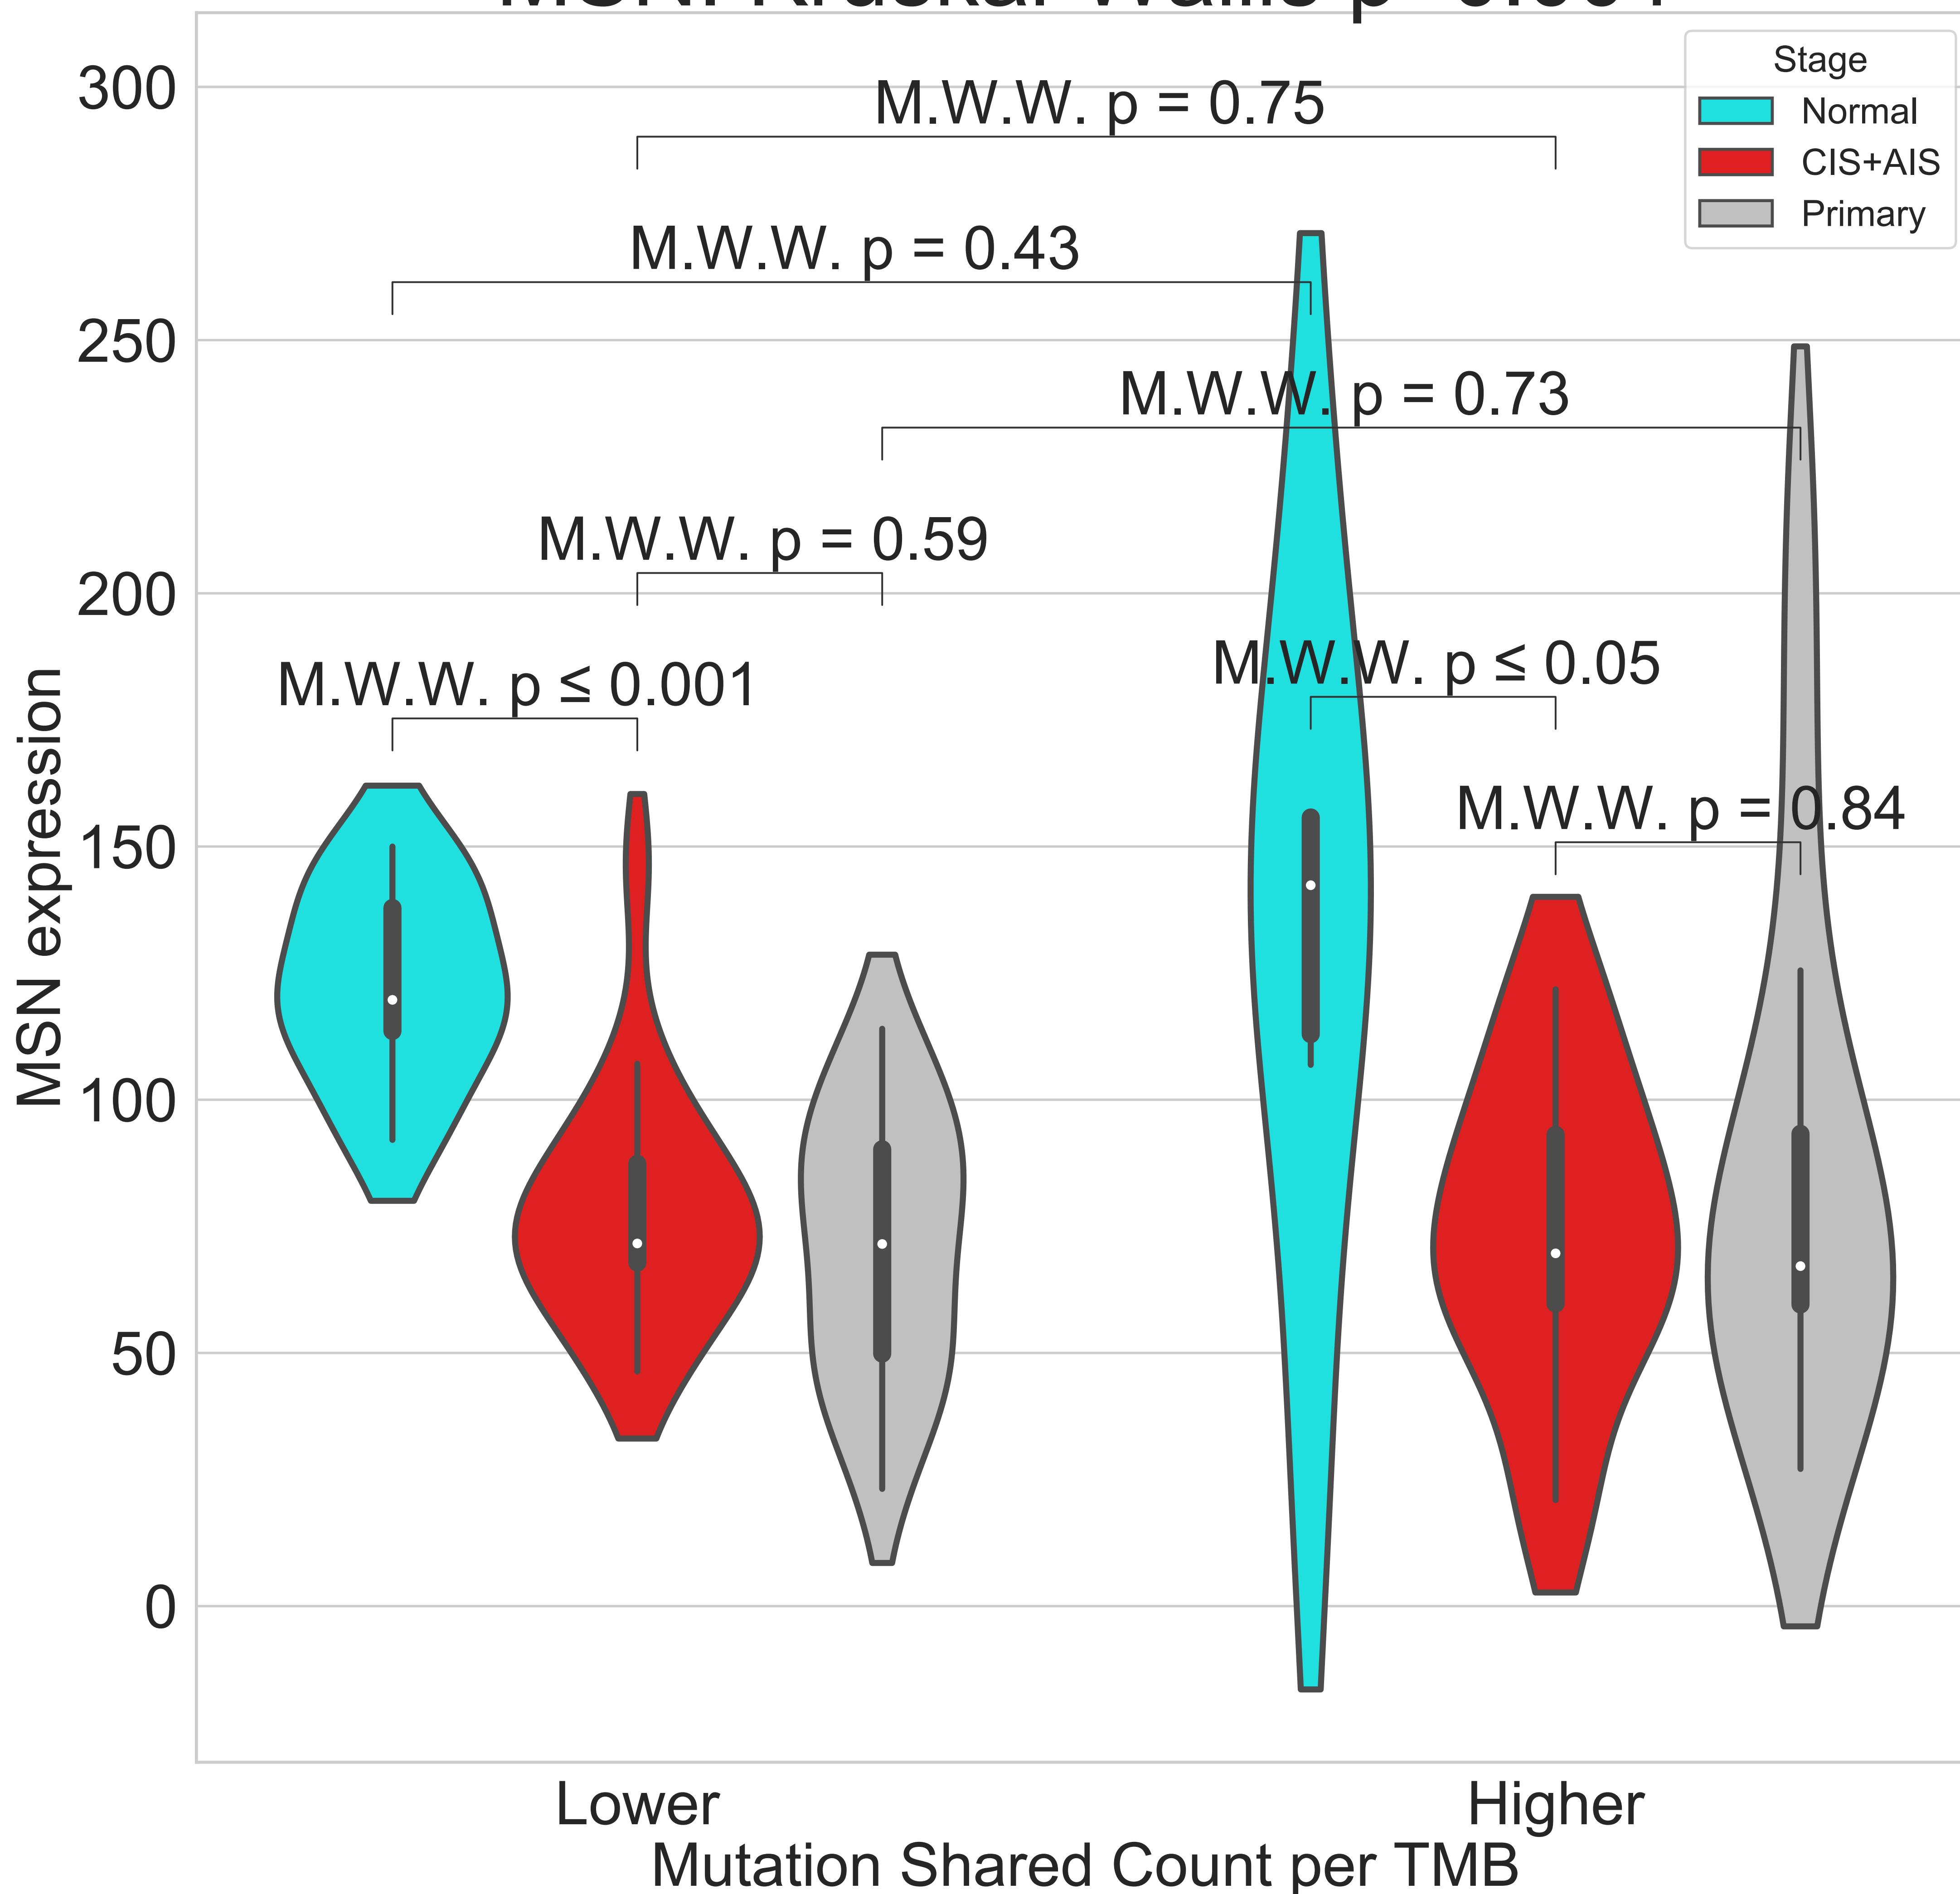 300
250
200
150
100
50
0
MSN expression
M.W.W. p = 0.75
M.W.W. p = 0.43
M.W.W. p = 0.73
M.W.W. p = 0.59
M.W.W. p ≤ 0.001
M.W.W. p ≤ 0.05
M.W.W. p = 0.84
Stage
Normal
CIS+AIS
Primary
Lower
Higher
Mutation Shared Count per TMB